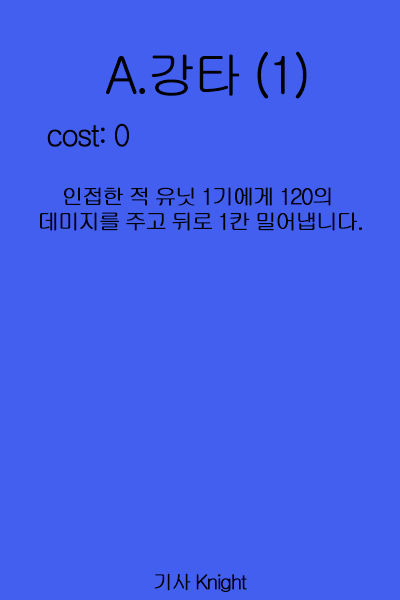 A.강타 (1)
cost: 0
인접한 적 유닛 1기에게 120의
데미지를 주고 뒤로 1칸 밀어냅니다.
기사 Knight